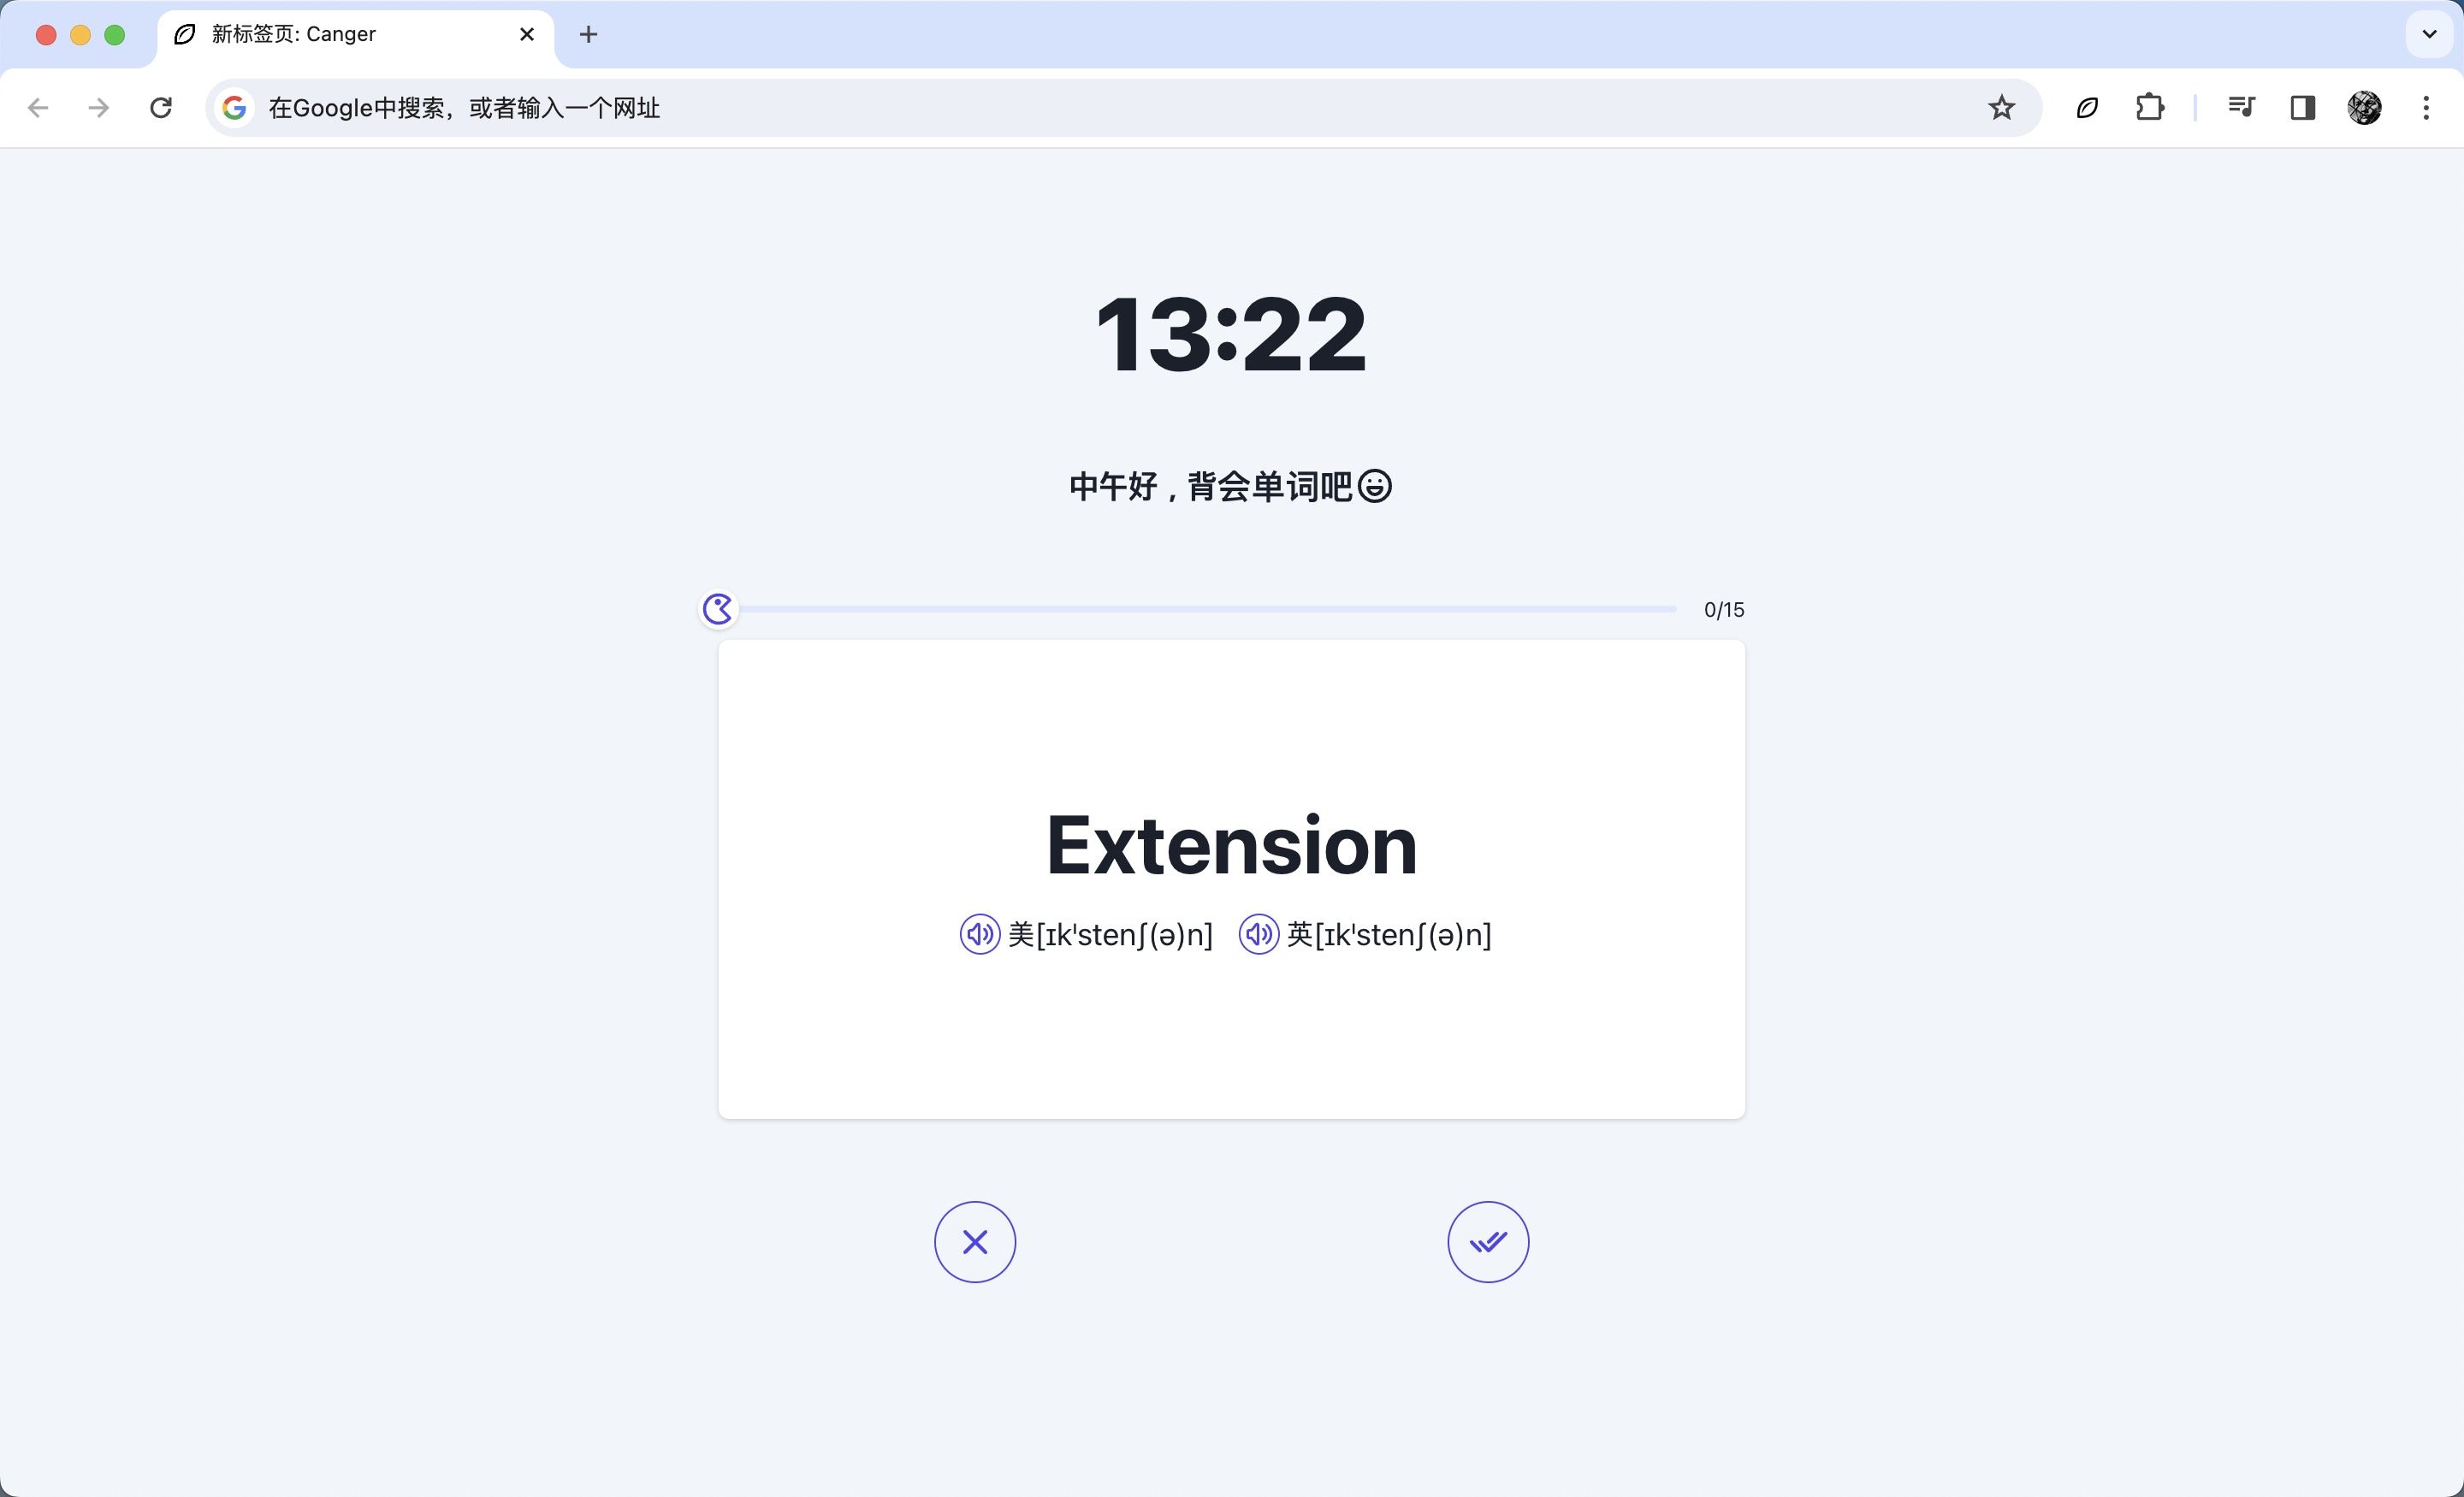 新标签页: Canger
在Google中搜索，或者输入一个网址
13:22
中午好，背会单词吧
0/15
Extension
美[ɪk'stenʃ(ə)n] 英[ɪk'stenʃ(ə)n]